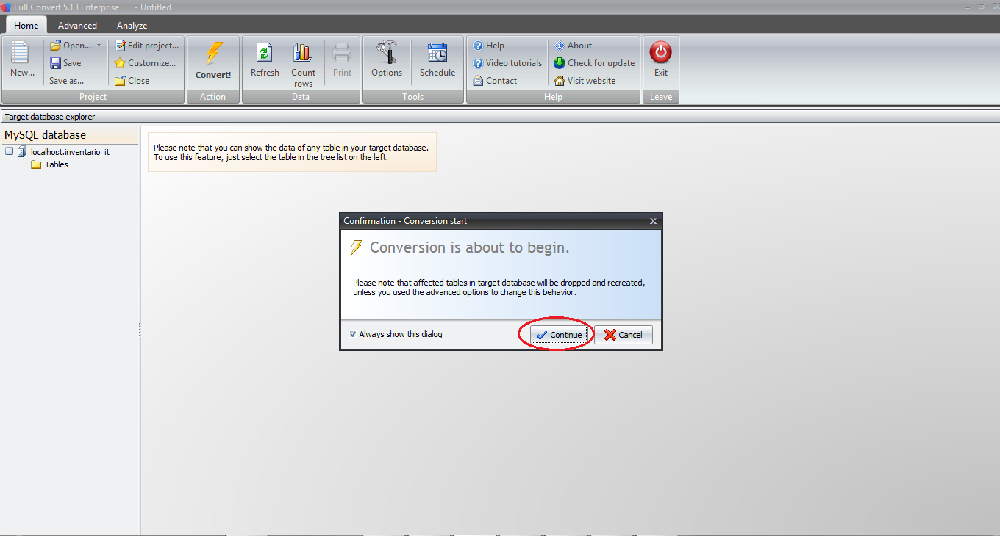 Full Convert 5.13 Enterprise - Untitled
Home Advanced Analyze
New...
Open...
Save
Save as...
Edit project...
Customize...
Close
Project
Convert!
Action
Refresh
Count
rows
Print
Data
Options
Schedule
Tools
Help
Video tutorials
Contact
About
Check for update
Visit website
Help
Exit
Leave
Target database explorer
MySQL database
localhost.inventario_it
Tables
Please note that you can show the data of any table in your target database.
To use this feature, just select the table in the tree list on the left.
Confirmation - Conversion start
Conversion is about to begin.
Please note that affected tables in target database will be dropped and recreated,
unless you used the advanced options to change this behavior.
Always show this dialog
Continue
Cancel